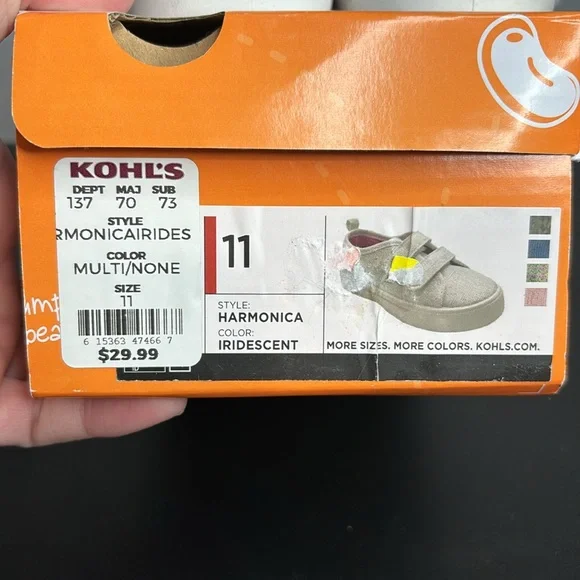 KOHL'S
DEPT MAJ SUB
137 70 73
STYLE
RMONICAIRIDES
COLOR
MULTI/NONE
SIZE
11
6 15363 47466 7
$29.99
11
STYLE:
HARMONICA
COLOR:
IRIDESCENT
MORE SIZES. MORE COLORS. KOHLS.COM.